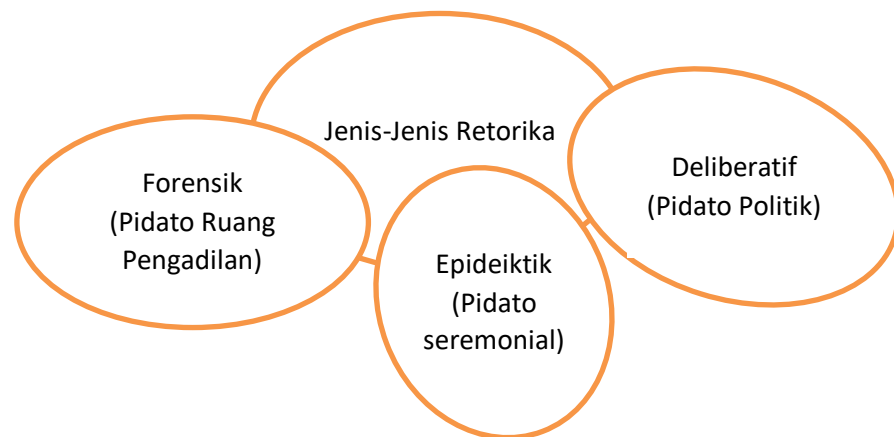 Jenis-Jenis Retorika
Forensik
(Pidato Ruang
Pengadilan)
Epideiktik
(Pidato
seremonial)
Deliberatif
(Pidato Politik)